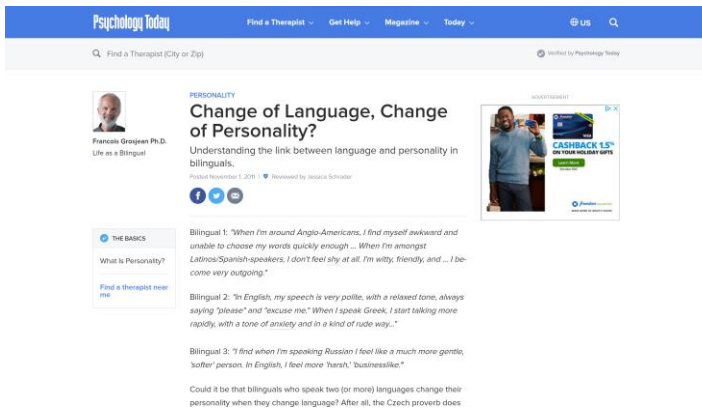 Psychology Today
Find a Therapist
Get Help
Magazine
Today
US
Find a Therapist (City or Zip)
Verified by Psychology Today
Francois Grosjean Ph.D.
Life as a Bilingual
PERSONALITY
Change of Language, Change
of Personality?
Understanding the link between language and personality in
bilinguals.
Posted November 1, 2011 | Reviewed by Jessica Schrader
ADVERTISEMENT
CASHBACK 1.5%
ON YOUR HOLIDAY GIFTS
Learn More
freedom
THE BASICS
What Is Personality?
Find a therapist near
me
Bilingual 1: "When I'm around Anglo-Americans, I find myself awkward and
unable to choose my words quickly enough ... When I'm amongst
Latinos/Spanish-speakers, I don't feel shy at all. I'm witty, friendly, and ... I be-
come very outgoing."
Bilingual 2: "In English, my speech is very polite, with a relaxed tone, always
saying "please" and "excuse me." When I speak Greek, I start talking more
rapidly, with a tone of anxiety and in a kind of rude way..."
Bilingual 3: "I find when I'm speaking Russian I feel like a much more gentle,
'softer' person. In English, I feel more 'harsh,' 'businesslike."
Could it be that bilinguals who speak two (or more) languages change their
personality when they change language? After all, the Czech proverb does